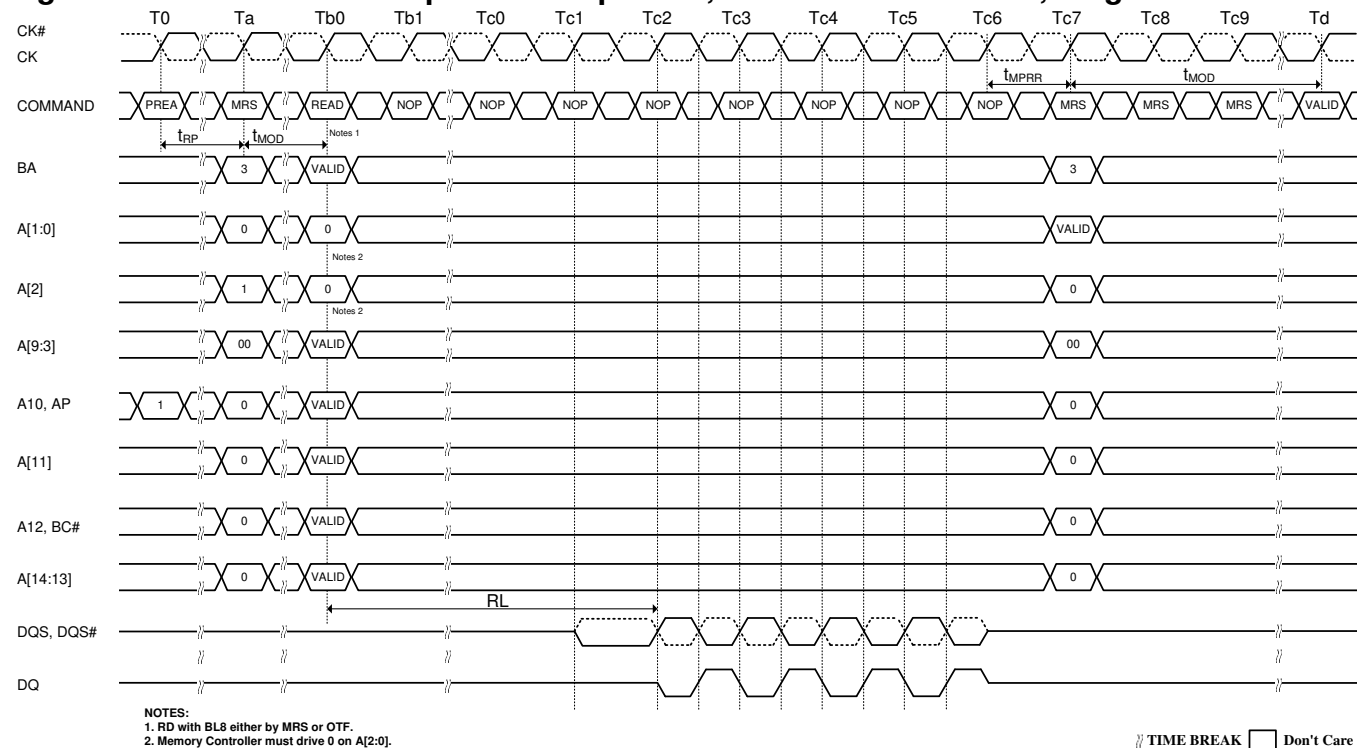 T0 Ta Tb0 Tb1 Tc0 Tc1 Tc2 Tc3 Tc4 Tc5 Tc6 Tc7 Tc8 Tc9 Td
CK#
CK
tMPRR tMOD
COMMAND PREA MRS READ NOP NOP NOP NOP NOP NOP NOP NOP MRS MRS MRS VALID
tRP tMOD Notes 1
BA 3 VALID 3
A[1:0] 0 0 VALID
Notes 2
A[2] 1 0 0
Notes 2
A[9:3] 00 VALID 00
A10, AP 1 0 VALID 0
A[11] 0 VALID 0
A12, BC# 0 VALID 0
A[14:13] 0 VALID 0
RL
DQS, DQS#
DQ
NOTES:
1. RD with BL8 either by MRS or OTF.
2. Memory Controller must drive 0 on A[2:0].
TIME BREAK Don't Care